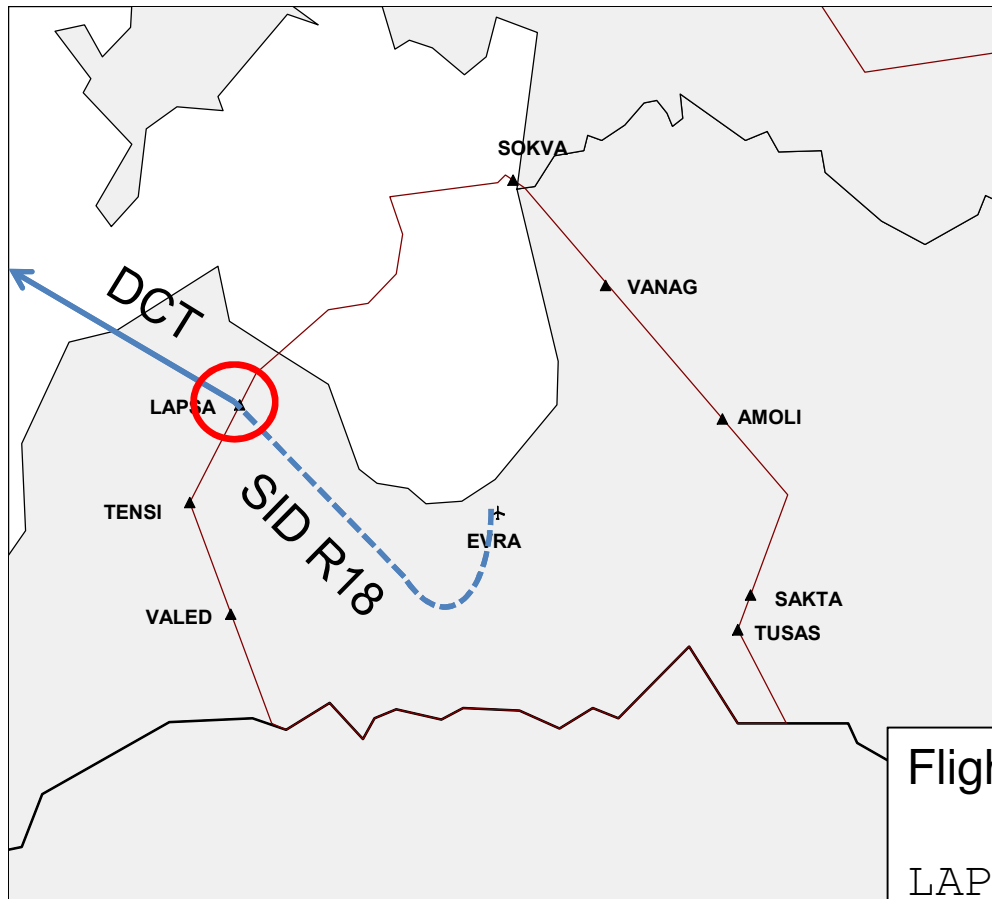 SOKVA
VANAG
DCT
LAPSA
AMOLI
SID R18
TENSI
EVRA
SAKTA
VALED
TUSAS
Fligh
LAP